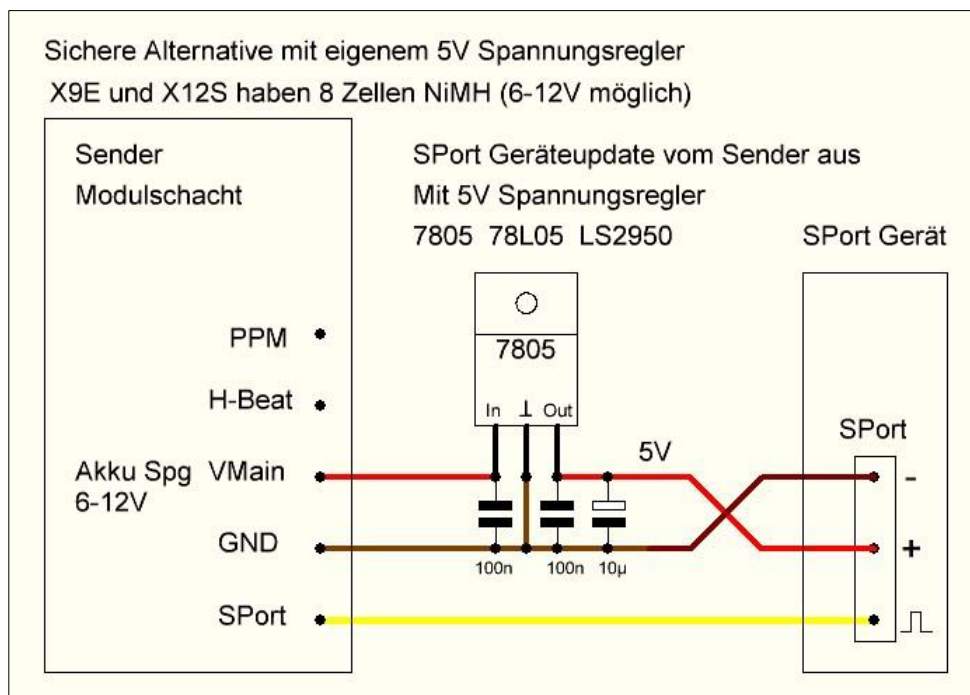 Sichere Alternative mit eigenem 5V Spannungsregler
X9E und X12S haben 8 Zellen NiMH (6-12V möglich)
Sender
Modulschacht
SPort Geräteupdate vom Sender aus
Mit 5V Spannungsregler
7805 78L05 LS2950
SPort Gerät
PPM
7805
H-Beat
In ⊥ Out
SPort
Akku Spg VMain
6-12V
5V
-
GND
+
100n
100n
10µ
SPort